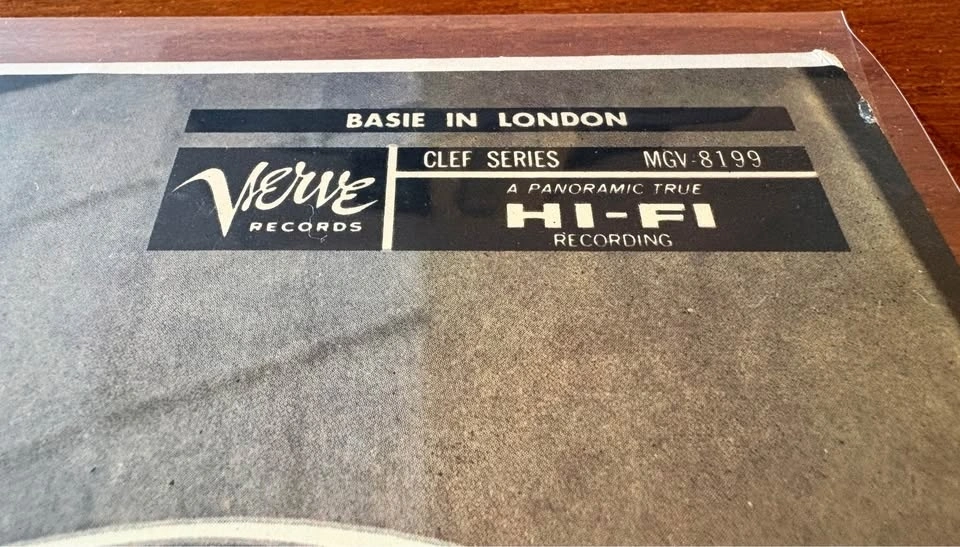 BASIE IN LONDON
Verve
RECORDS
CLEF SERIES MGV-8199
A PANORAMIC TRUE
HI-FI
RECORDING